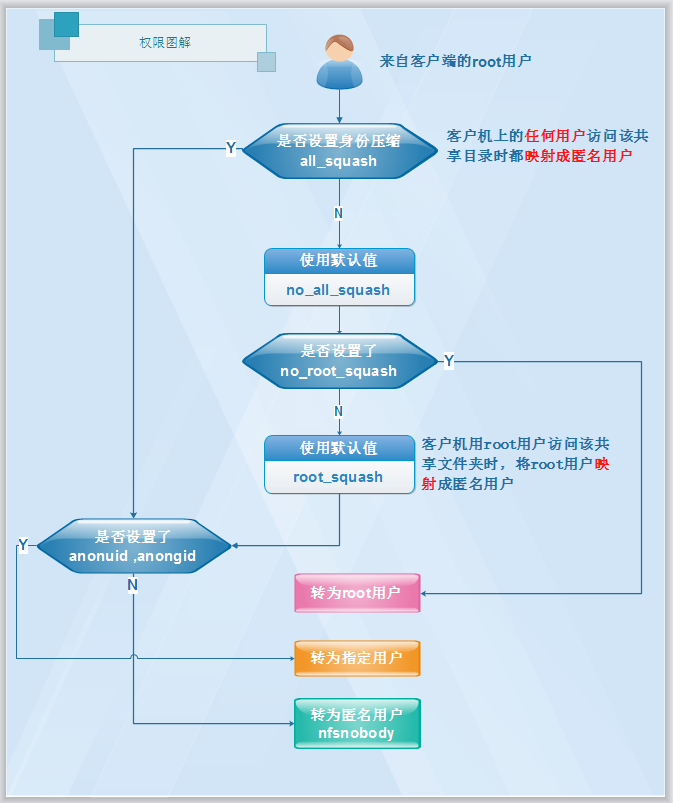 权限图解
来自客户端的root用户
是否设置身份压缩
all_squash
客户机上的任何用户访问该共
享目录时都映射成匿名用户
Y
N
使用默认值
no_all_squash
是否设置了
no_root_squash
Y
N
使用默认值
root_squash
客户机用root用户访问该共
享文件夹时，将root用户映
射成匿名用户
是否设置了
anonuid ,anongid
Y
N
转为root用户
转为指定用户
转为匿名用户
nfsnobody